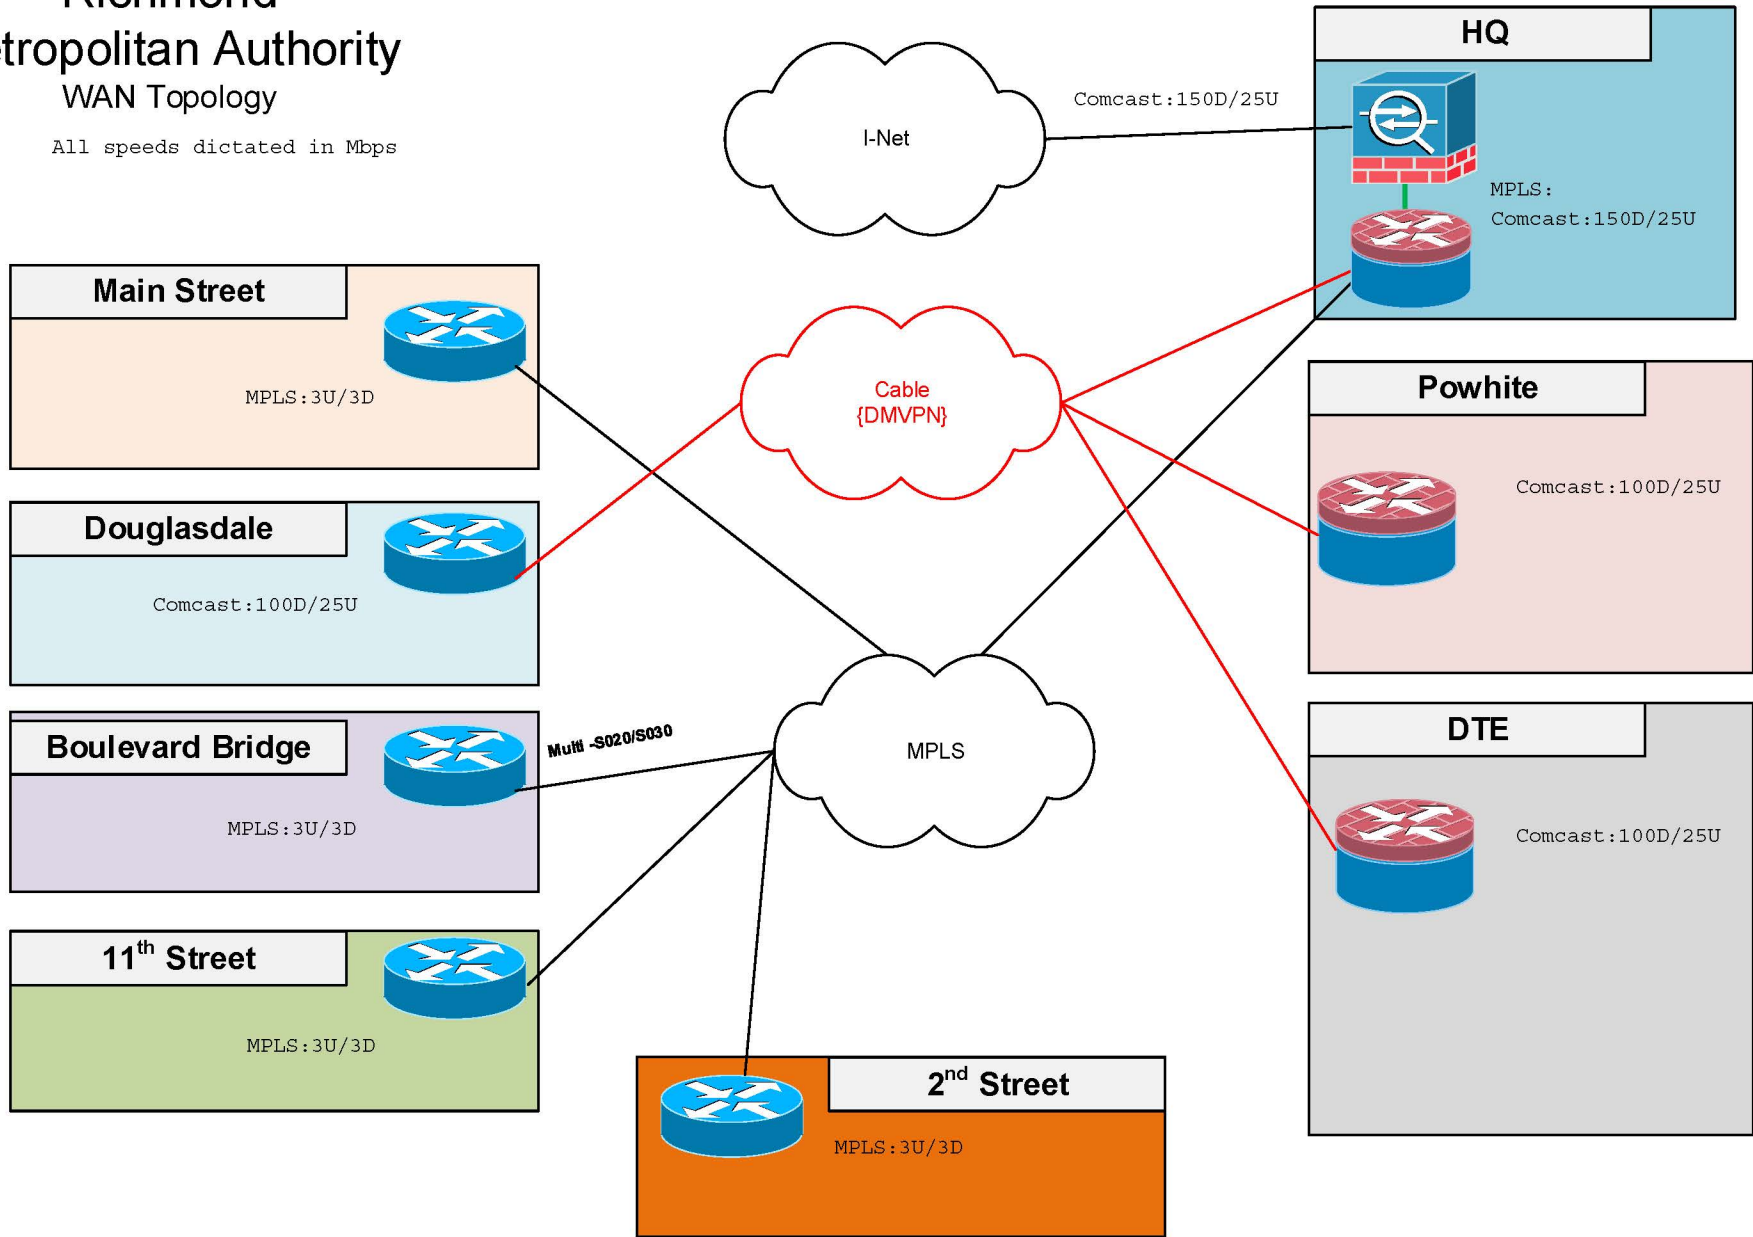 Richmond
etropolitan Authority
WAN Topology
All speeds dictated in Mbps
I-Net
Comcast:150D/25U
HQ
MPLS:
Comcast:150D/25U
Main Street
MPLS:3U/3D
Cable
{DMVPN}
Powhite
Comcast:100D/25U
Douglasdale
Comcast:100D/25U
Boulevard Bridge
MPLS:3U/3D
Multi -S020/S030
MPLS
DTE
Comcast:100D/25U
11th Street
MPLS:3U/3D
2nd Street
MPLS:3U/3D